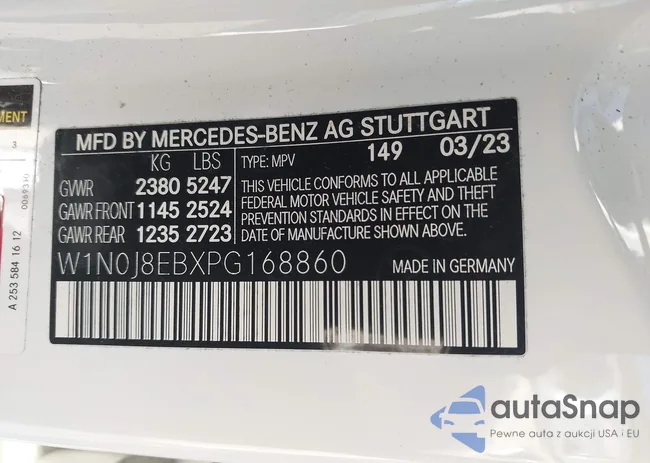 MENT
3
A 253 584 16 12
MFD BY MERCEDES-BENZ AG STUTTGART
KG LBS TYPE: MPV 149 03/23
GVWR 2380 5247
GAWR FRONT 1145 2524
GAWR REAR 1235 2723
THIS VEHICLE CONFORMS TO ALL APPLICABLE
FEDERAL MOTOR VEHICLE SAFETY AND THEFT
PREVENTION STANDARDS IN EFFECT ON THE
DATE OF MANUFACTURE SHOWN ABOVE.
W1N0J8EBXPG168860 MADE IN GERMANY
autaSnap
Pewne auta z aukcji USA i EU